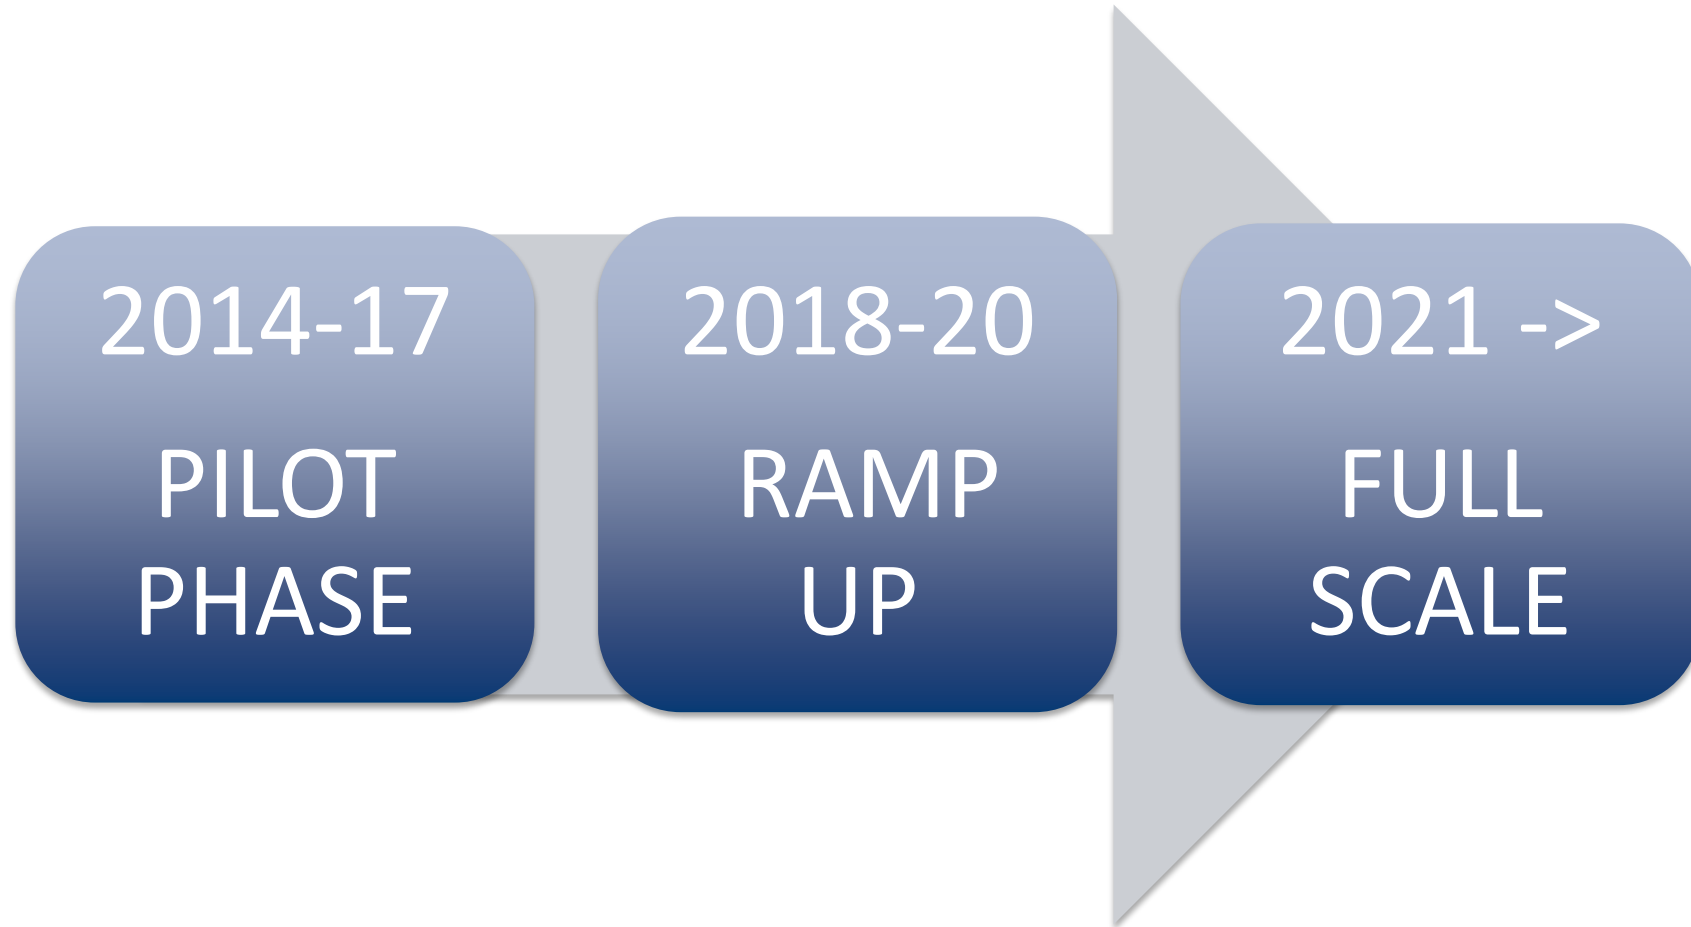 2014-17
PILOT
PHASE
2018-20
RAMP
UP
2021 ->
FULL
SCALE